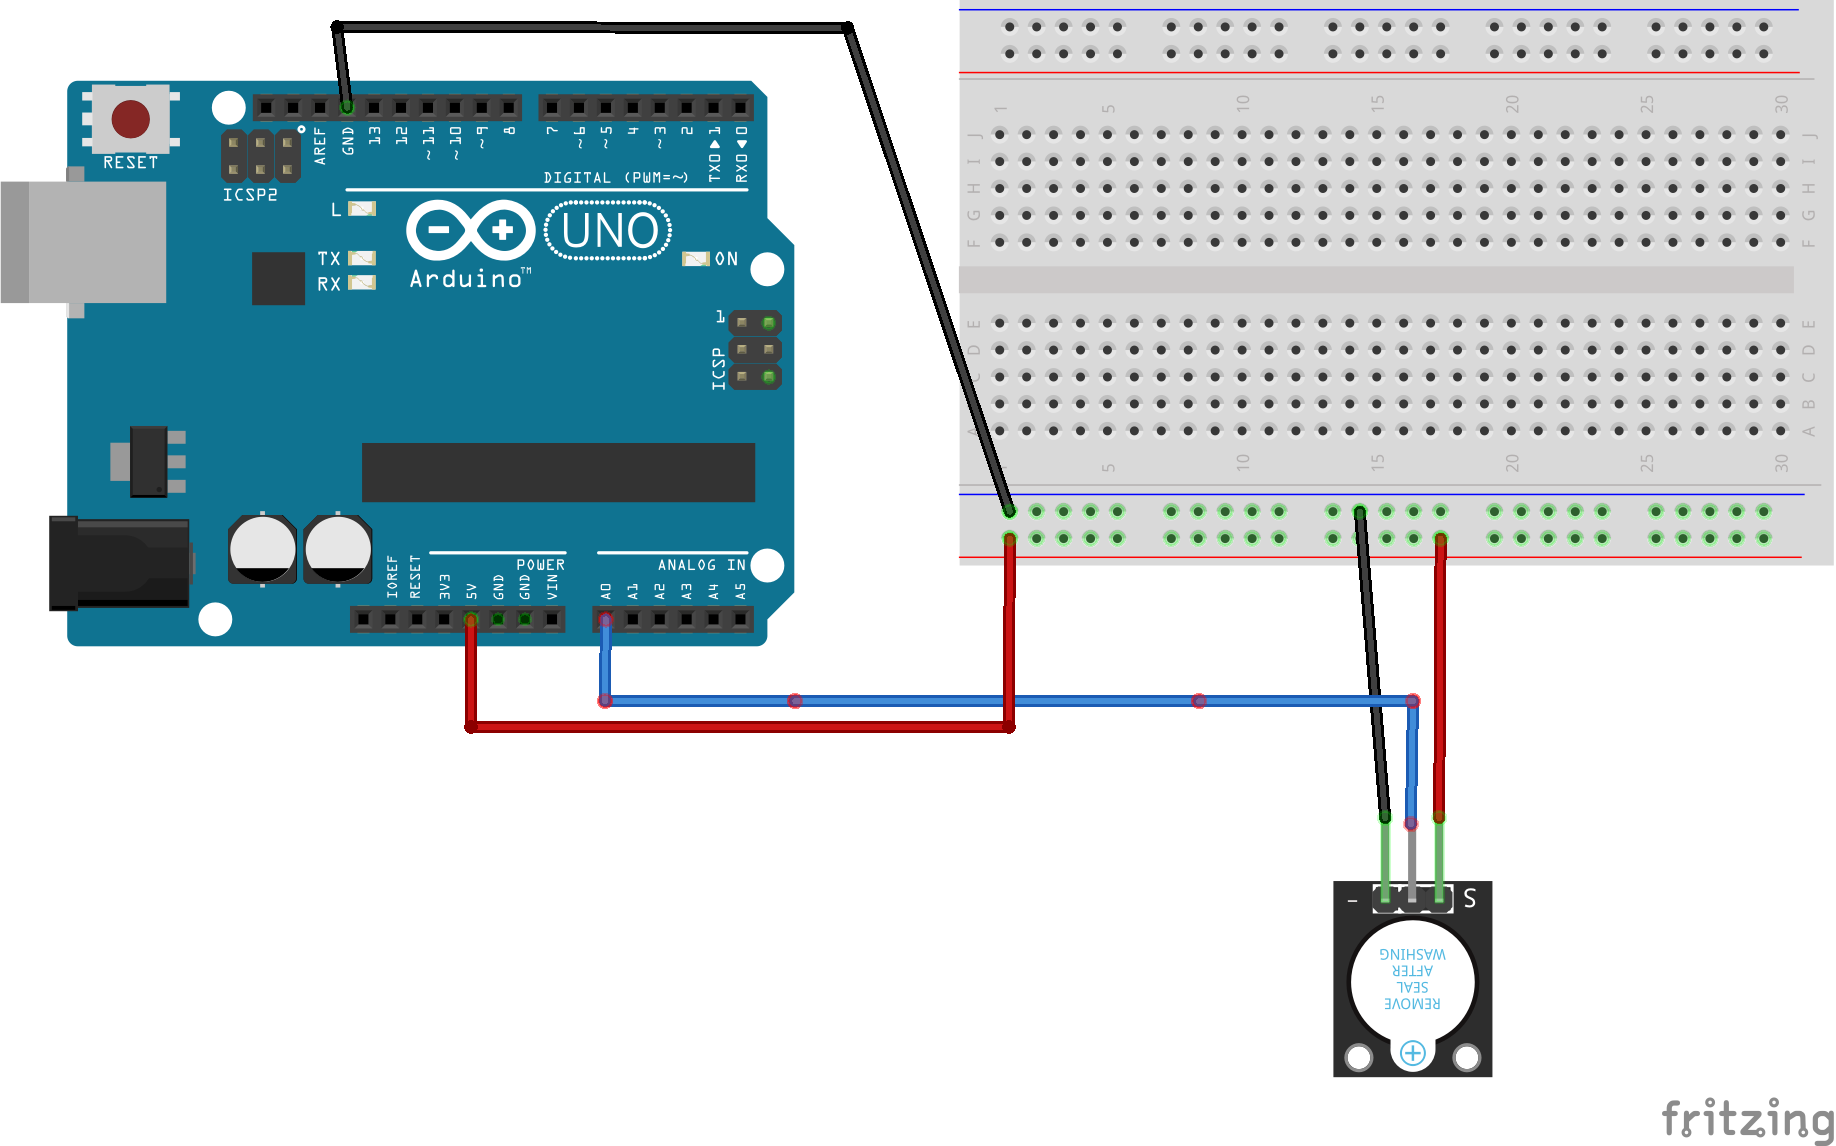 RESET
ICSP2
AREF
GND
13
12
~11
~10
~9
8
7
~6
~5
4
~3
2
TX0▶1
RX0◀0
DIGITAL (PWM=~)
L
TX
RX
Arduino™
UNO
ON
1
ICSP
POWER
ANALOG IN
IOREF
RESET
3V3
5V
GND
GND
VIN
A0
A1
A2
A3
A4
A5
1 5 10 15 20 25 30
J J
I I
H H
G G
F F
E E
D D
C C
B B
A A
1 5 10 15 20 25 30
– S
REMOVE
SEAL
AFTER
WASHING
+
fritzing